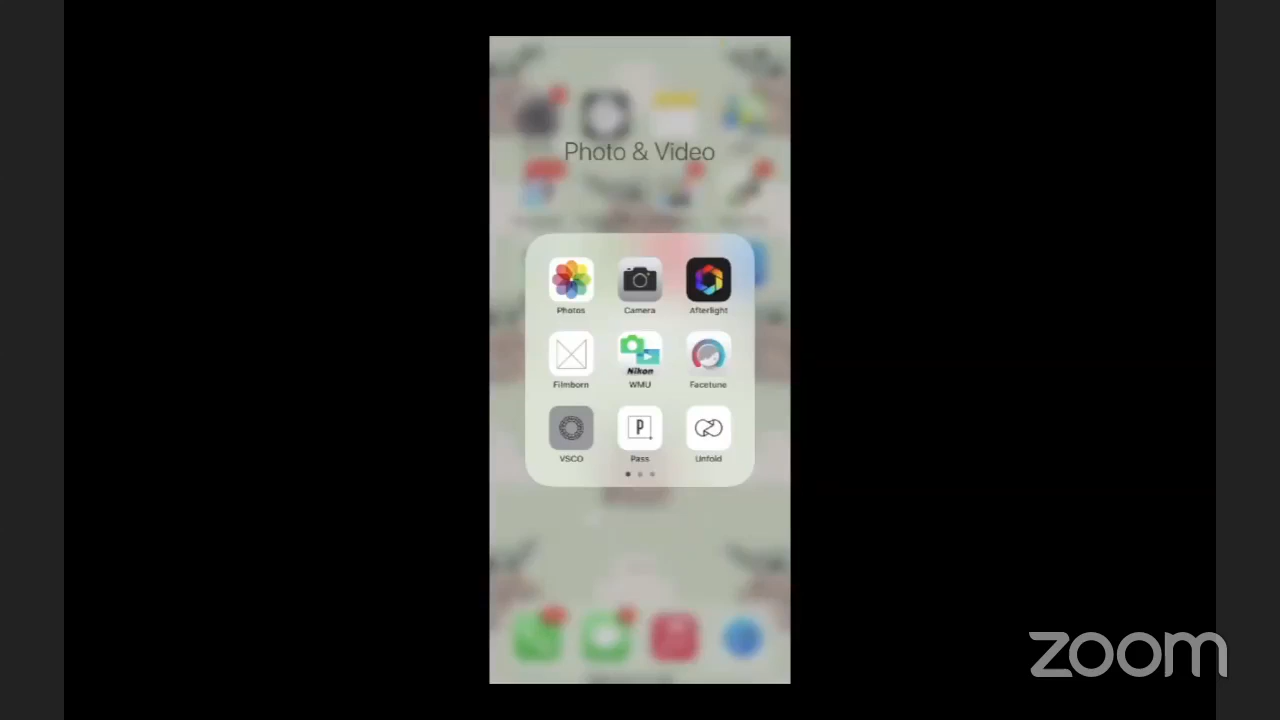 Photo & Video
Photos Camera Afterlight
Nikon
Filmborn WMU Facetune
P
VSCO Pass Unfold
zoom